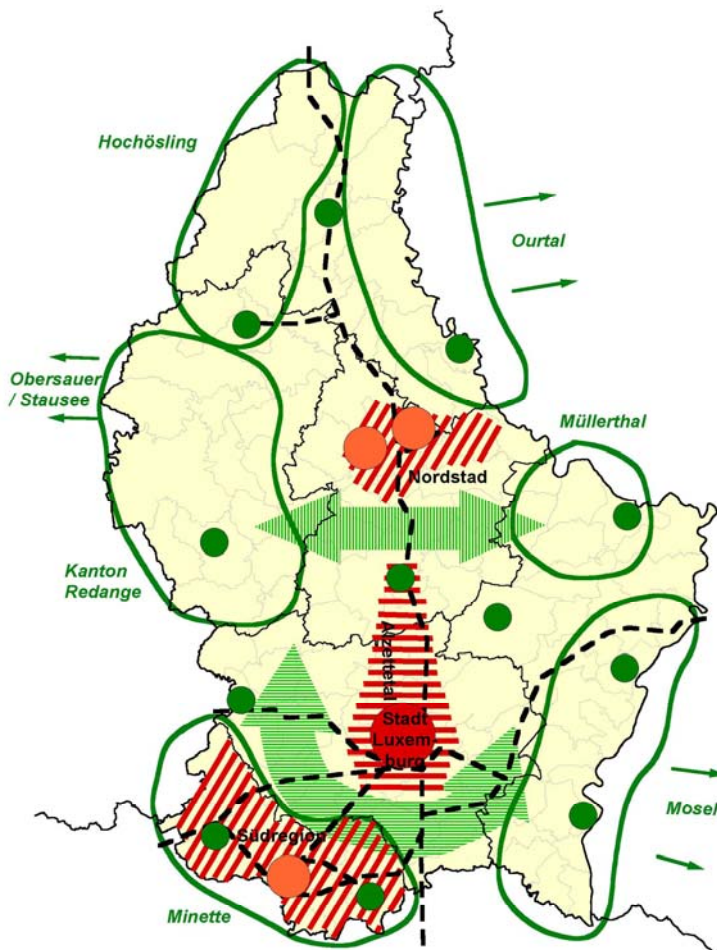 Hochösling
Ourtal
Obersauer
/ Stausee
Müllerthal
Nordstad
Kanton
Redange
Alzettetal
Stadt
Luxem-
burg
Mosel
Südregion
Minette